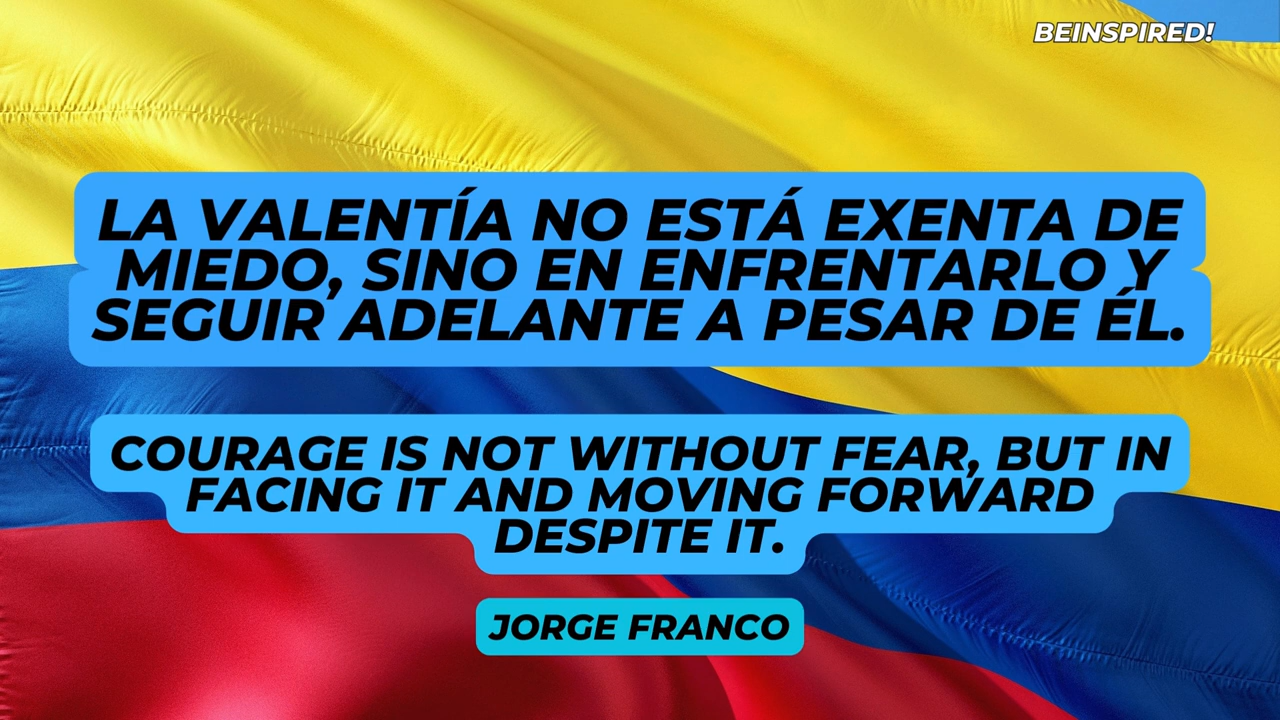 BEINSPIRED!
LA VALENTÍA NO ESTÁ EXENTA DE
MIEDO, SINO EN ENFRENTARLO Y
SEGUIR ADELANTE A PESAR DE ÉL.
COURAGE IS NOT WITHOUT FEAR, BUT IN
FACING IT AND MOVING FORWARD
DESPITE IT.
JORGE FRANCO